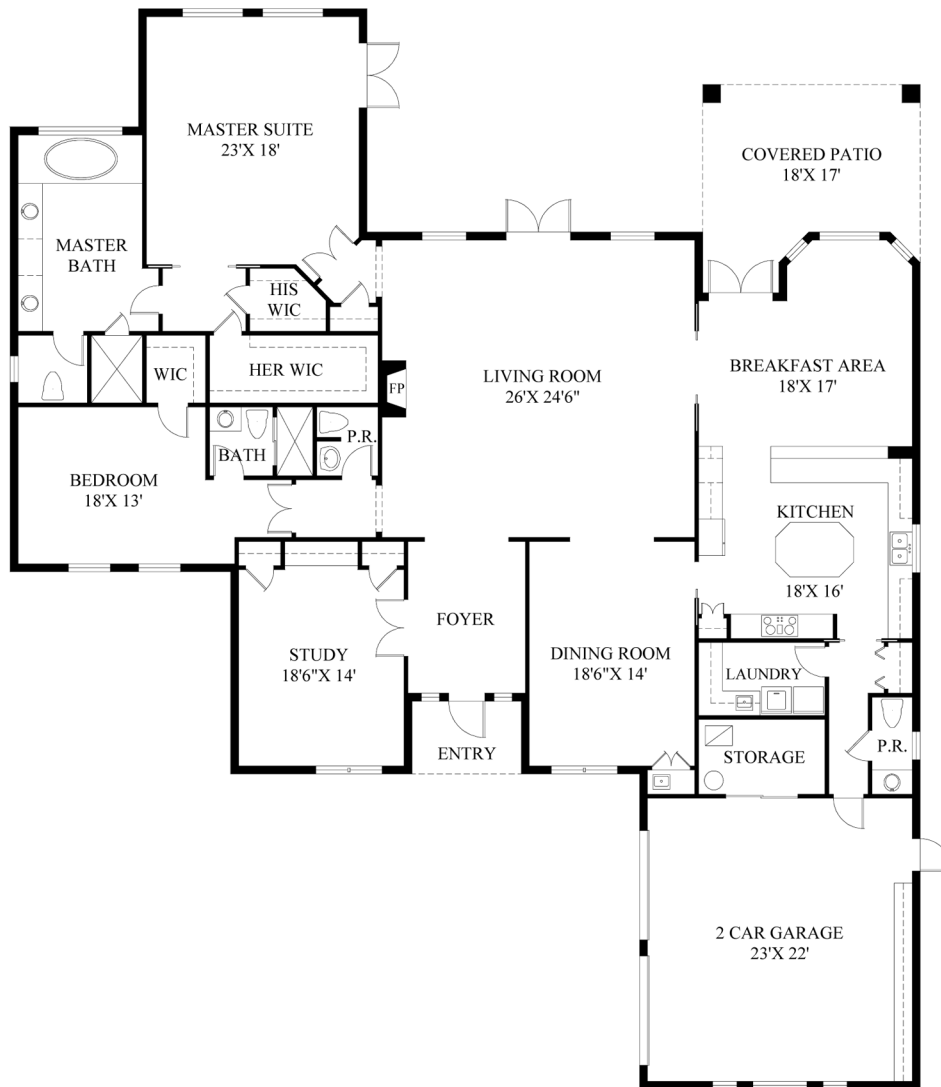 MASTER SUITE
23'X 18'
COVERED PATIO
18'X 17'
MASTER
BATH
HIS
WIC
WIC
HER WIC
FP
LIVING ROOM
26'X 24'6"
BREAKFAST AREA
18'X 17'
BEDROOM
18'X 13'
BATH
P.R.
KITCHEN
18'X 16'
STUDY
18'6"X 14'
FOYER
DINING ROOM
18'6"X 14'
LAUNDRY
ENTRY
STORAGE
P.R.
2 CAR GARAGE
23'X 22'